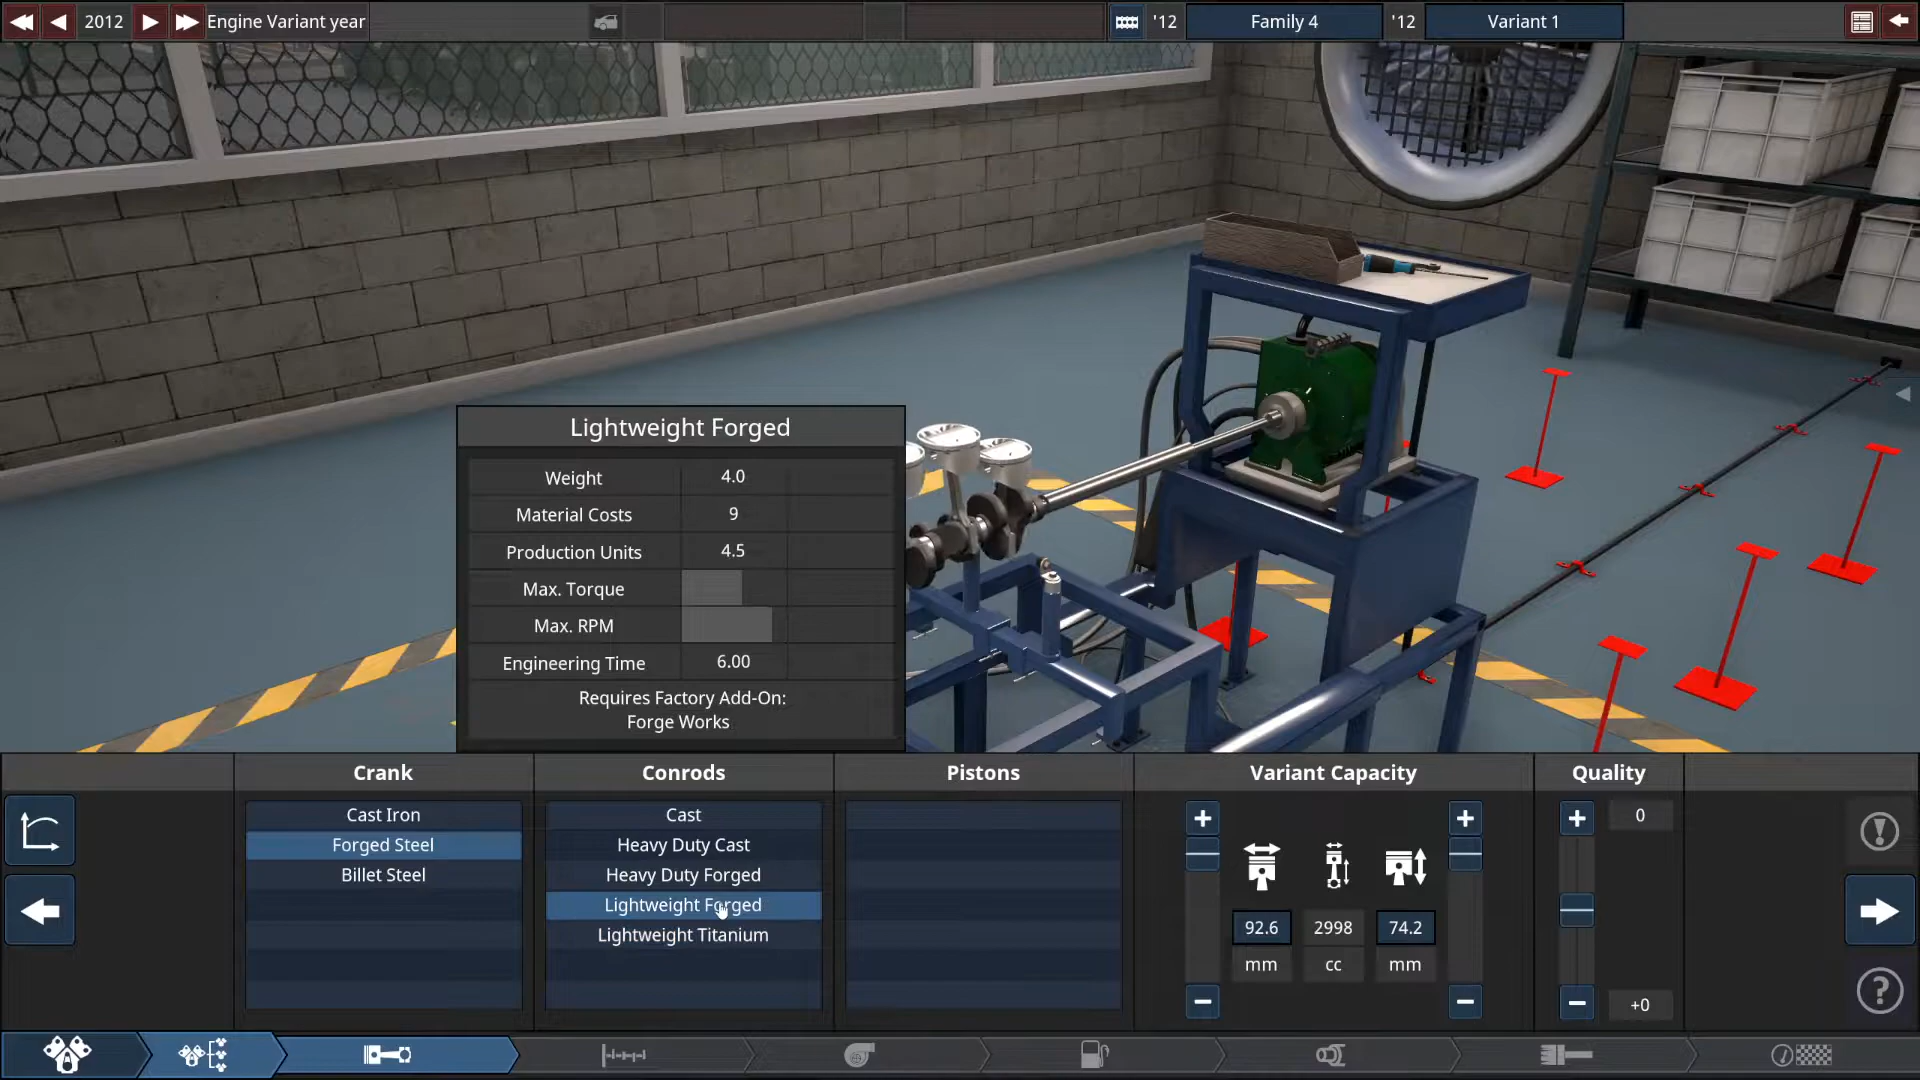 2012
Engine Variant year
'12
Family 4
'12
Variant 1
Lightweight Forged
Weight 4.0
Material Costs 9
Production Units 4.5
Max. Torque
Max. RPM
Engineering Time 6.00
Requires Factory Add-On:
Forge Works
Crank
Cast Iron
Forged Steel
Billet Steel
Conrods
Cast
Heavy Duty Cast
Heavy Duty Forged
Lightweight Forged
Lightweight Titanium
Pistons
Variant Capacity
92.6 2998 74.2
mm cc mm
Quality
0
+0